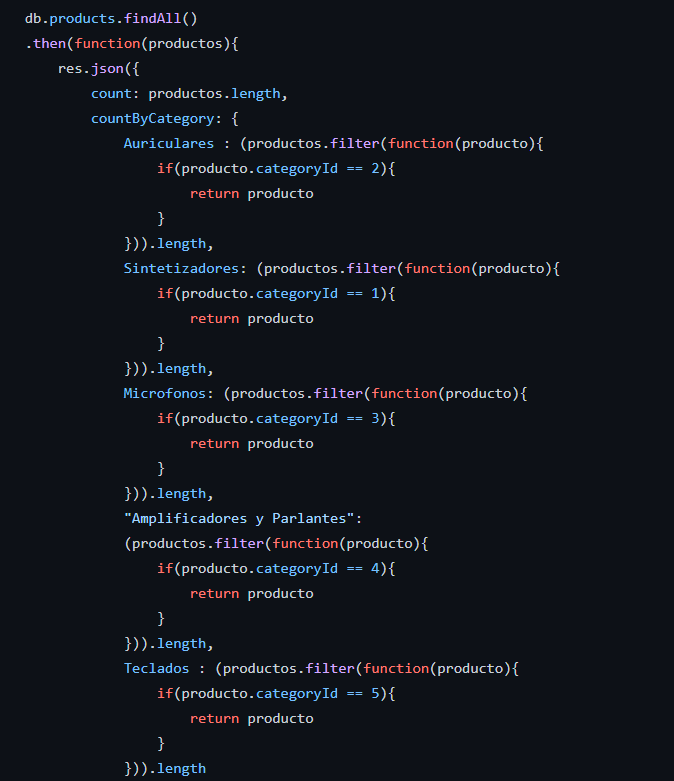 db.products.findAll()
.then(function(productos){
    res.json({
        count: productos.length,
        countByCategory: {
            Auriculares : (productos.filter(function(producto){
                if(producto.categoryId == 2){
                    return producto
                }
            })).length,
            Sintetizadores: (productos.filter(function(producto){
                if(producto.categoryId == 1){
                    return producto
                }
            })).length,
            Microfonos: (productos.filter(function(producto){
                if(producto.categoryId == 3){
                    return producto
                }
            })).length,
            "Amplificadores y Parlantes":
            (productos.filter(function(producto){
                if(producto.categoryId == 4){
                    return producto
                }
            })).length,
            Teclados : (productos.filter(function(producto){
                if(producto.categoryId == 5){
                    return producto
                }
            })).length